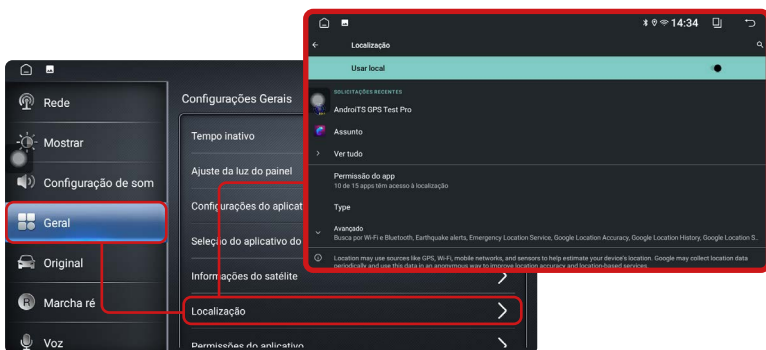 Rede
Mostrar
Configuração de som
Geral
Original
R Marcha ré
Voz
Configurações Gerais
Tempo inativo
Ajuste da luz do painel
Configurações do aplicat
Seleção do aplicativo do
Informações do satélite
Localização
Permissões do aplicativo
14:34
Localização
Usar local
SOLICITAÇÕES RECENTES
AndroiTS GPS Test Pro
Assunto
Ver tudo
Permissão do app
10 de 15 apps têm acesso à localização
Type
Avançado
Busca por Wi-Fi e Bluetooth, Earthquake alerts, Emergency Location Service, Google Location Accuracy, Google Location History, Google Location S..
Location may use sources like GPS, Wi-Fi, mobile networks, and sensors to help estimate your device's location. Google may collect location data
periodically and use this data in an anonymous way to improve location accuracy and location-based services.